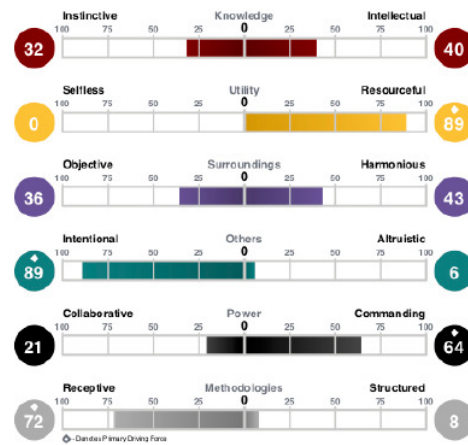 Instinctive Knowledge Intellectual
100 75 50 25 0 25 50 75 100
32 40
Selfless Utility Resourceful
100 75 50 25 0 25 50 75 100
0 89
Objective Surroundings Harmonious
100 75 50 25 0 25 50 75 100
36 43
Intentional Others Altruistic
100 75 50 25 0 25 50 75 100
89 6
Collaborative Power Commanding
100 75 50 25 0 25 50 75 100
21 64
Receptive Methodologies Structured
100 75 50 25 0 25 50 75 100
72 8
- Denotes Primary Driving Force